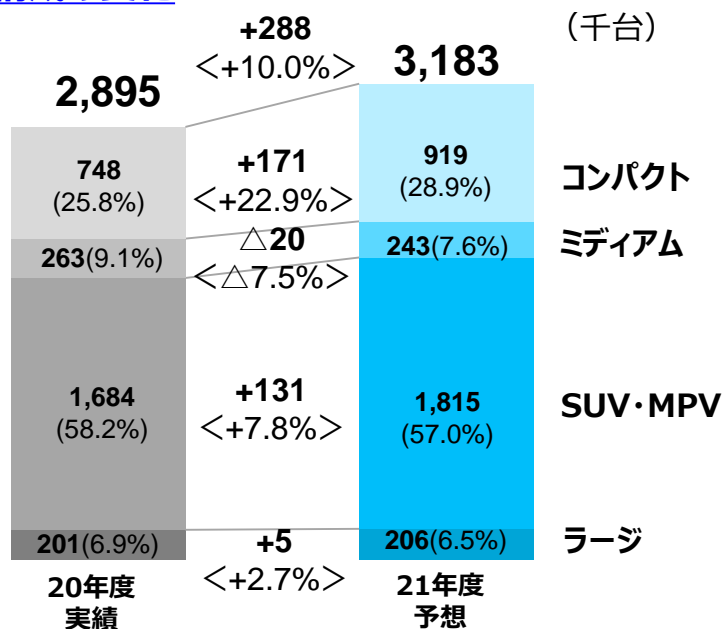 （千台）
+288
＜+10.0%＞
2,895
3,183
748
(25.8%)
+171
＜+22.9%＞
919
(28.9%)
コンパクト
263(9.1%)
△20
＜△7.5%＞
243(7.6%)
ミディアム
1,684
(58.2%)
+131
＜+7.8%＞
1,815
(57.0%)
SUV・MPV
201(6.9%)
+5
＜+2.7%＞
206(6.5%)
ラージ
20年度
実績
21年度
予想